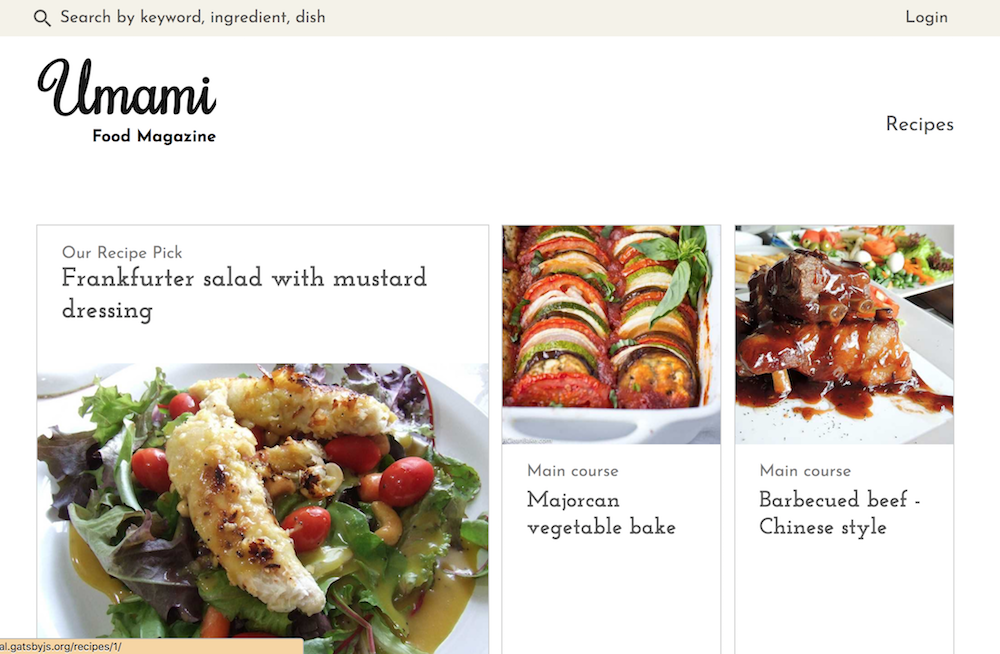 Search by keyword, ingredient, dish
Login
Umami
Food Magazine
Recipes
Our Recipe Pick
Frankfurter salad with mustard
dressing
Main course
Majorcan
vegetable bake
Main course
Barbecued beef -
Chinese style
al.gatsbyjs.org/recipes/1/